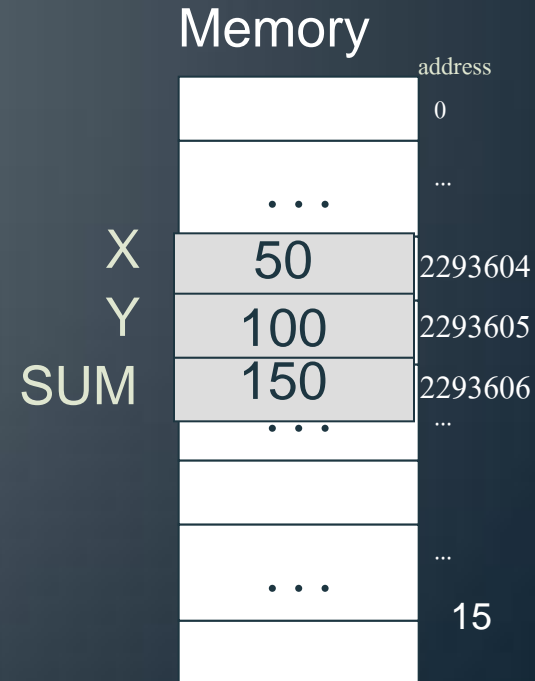 Memory
address
0
. . .
...
X 50 2293604
Y 100 2293605
SUM 150 2293606
. . .
...
...
. . .
15